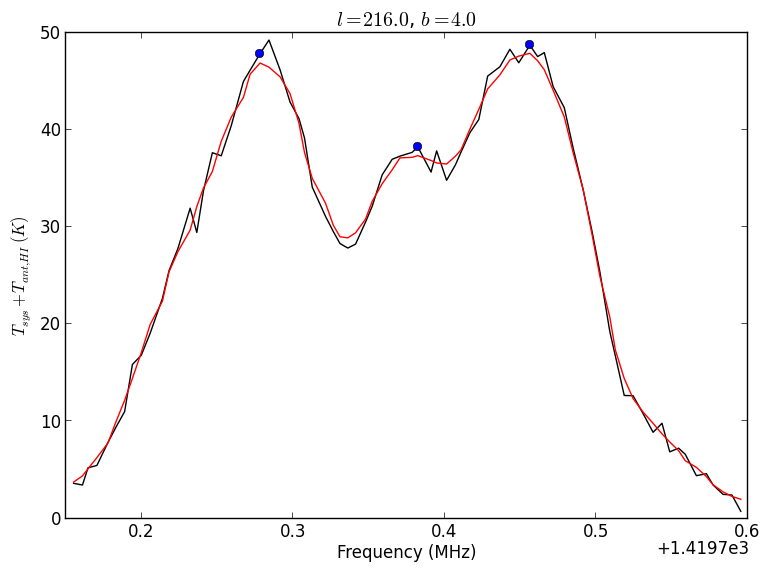 l = 216.0, b = 4.0
50
40
30
20
10
0
T_sys + T_ant,HI (K)
0.2 0.3 0.4 0.5 0.6
Frequency (MHz)
+1.4197e3